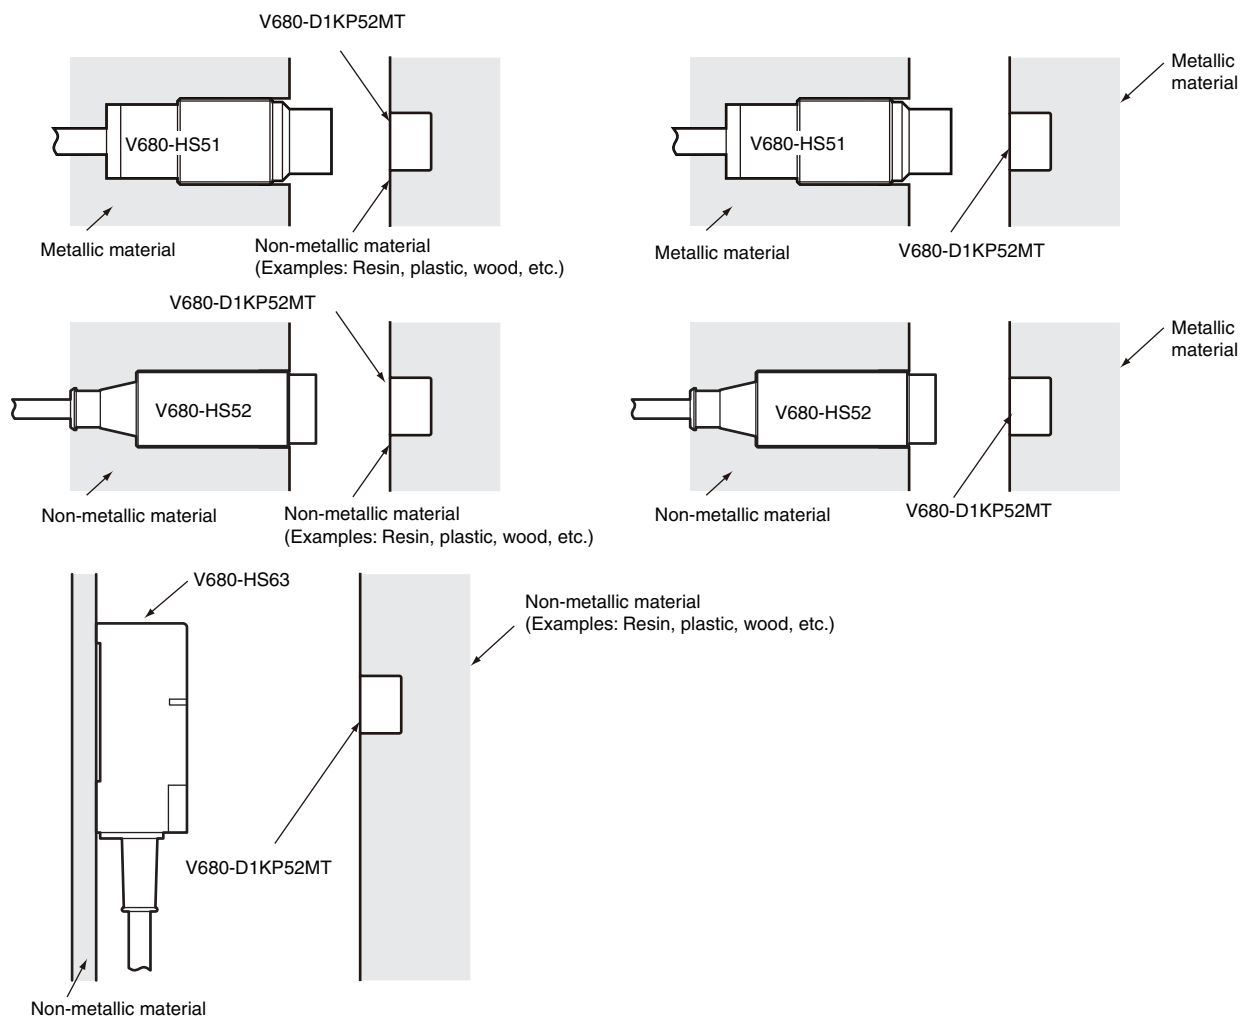 V680-D1KP52MT
Metallic
material
V680-HS51
V680-HS51
Metallic material
Non-metallic material
(Examples: Resin, plastic, wood, etc.)
Metallic material
V680-D1KP52MT
V680-D1KP52MT
Metallic
material
V680-HS52
V680-HS52
Non-metallic material
Non-metallic material
(Examples: Resin, plastic, wood, etc.)
Non-metallic material
V680-D1KP52MT
V680-HS63
Non-metallic material
(Examples: Resin, plastic, wood, etc.)
V680-D1KP52MT
Non-metallic material